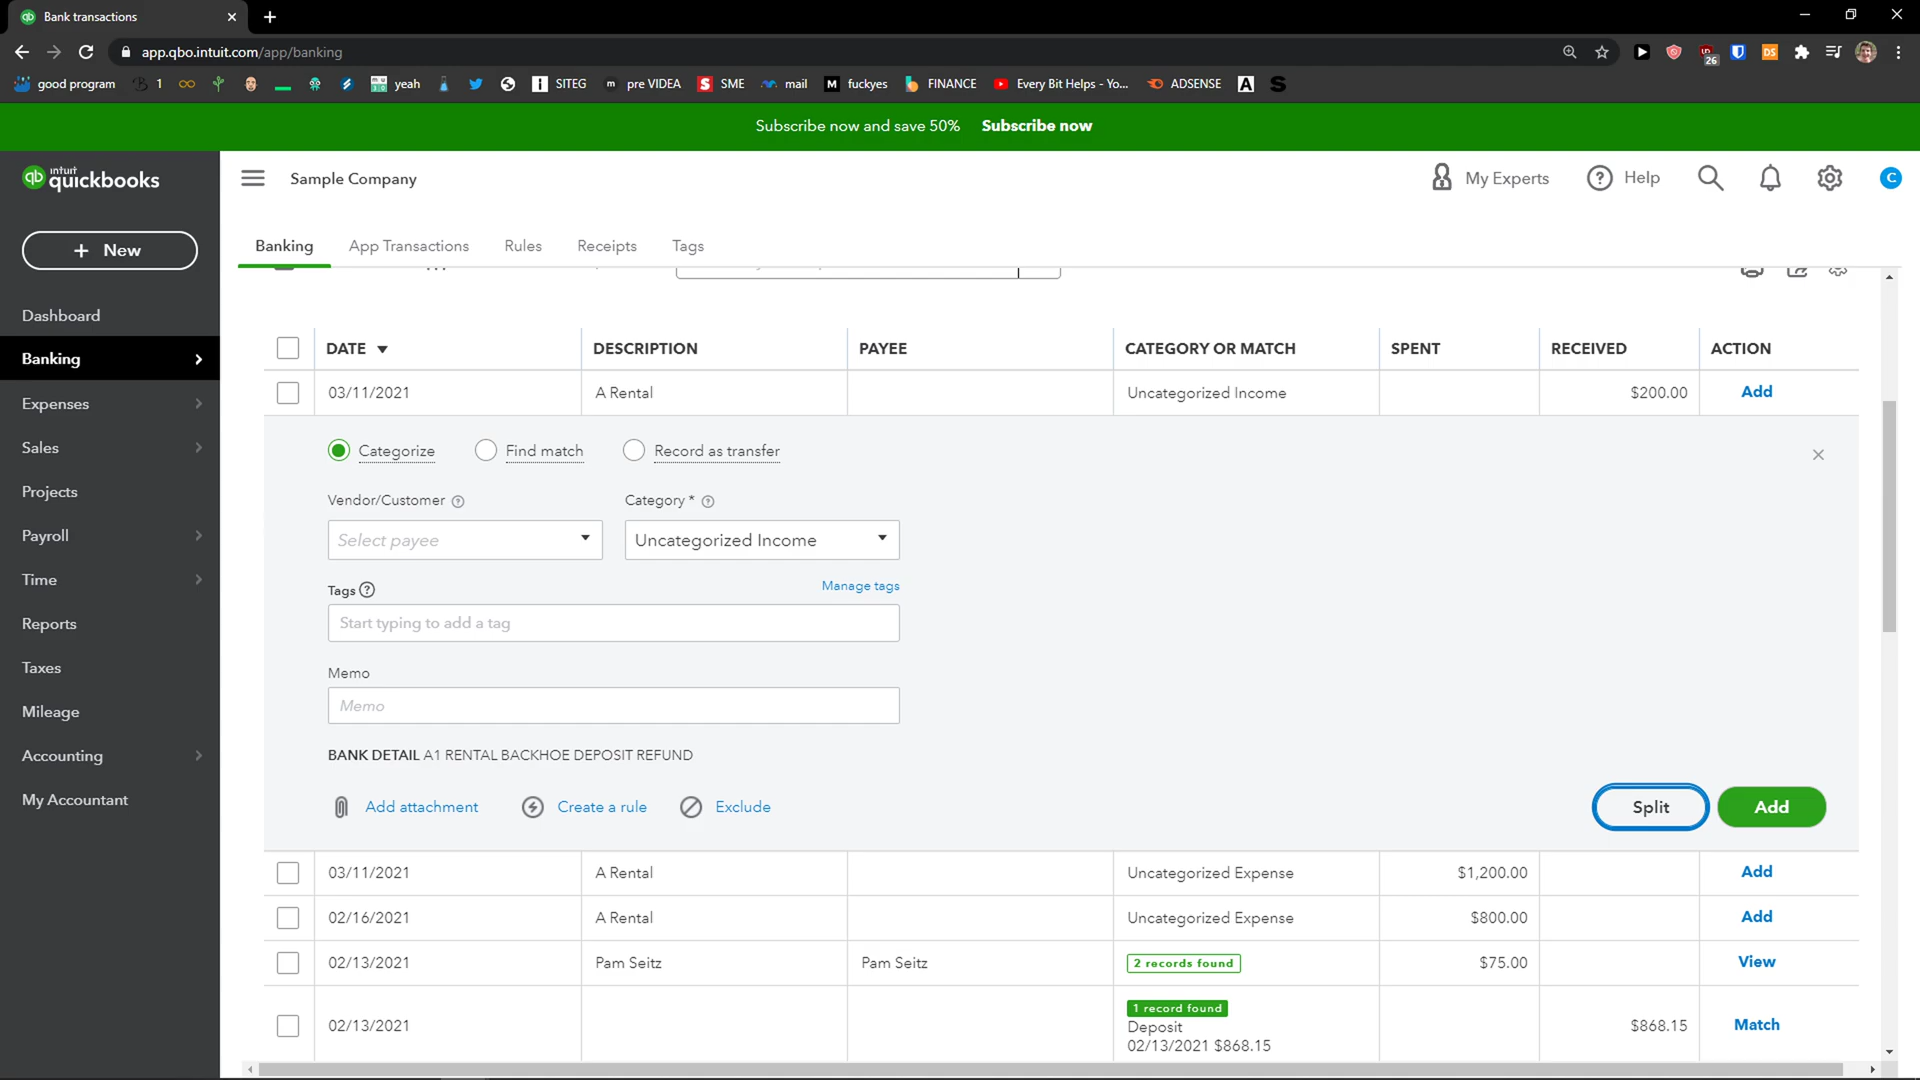 Bank transactions
app.qbo.intuit.com/app/banking
26
DS
good program
1
yeah
SITEG
pre VIDEA
SME
mail
fuckyes
FINANCE
Every Bit Helps - Yo...
ADSENSE
Subscribe now and save 50% Subscribe now
intuit
quickbooks
Sample Company
My Experts
Help
C
+ New
Banking
App Transactions
Rules
Receipts
Tags
Dashboard
Banking
Expenses
Sales
Projects
Payroll
Time
Reports
Taxes
Mileage
Accounting
My Accountant
DATE DESCRIPTION PAYEE CATEGORY OR MATCH SPENT RECEIVED ACTION
03/11/2021 A Rental Uncategorized Income $200.00 Add
Categorize Find match Record as transfer
Vendor/Customer Category *
Select payee Uncategorized Income
Tags Manage tags
Start typing to add a tag
Memo
Memo
BANK DETAIL A1 RENTAL BACKHOE DEPOSIT REFUND
Add attachment Create a rule Exclude Split Add
03/11/2021 A Rental Uncategorized Expense $1,200.00 Add
02/16/2021 A Rental Uncategorized Expense $800.00 Add
02/13/2021 Pam Seitz Pam Seitz 2 records found $75.00 View
1 record found
02/13/2021 Deposit $868.15 Match
02/13/2021 $868.15